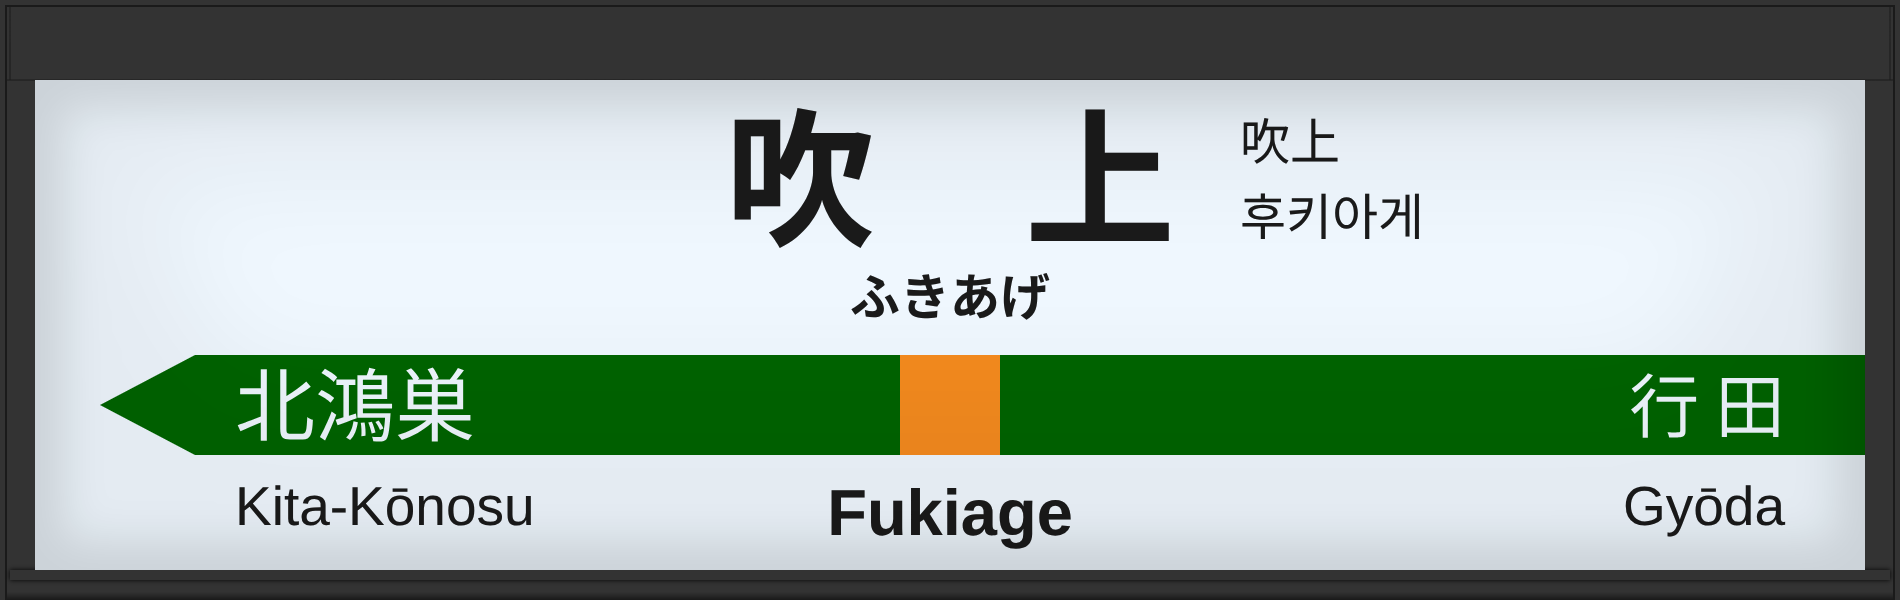 吹 上
吹上
후키아게
ふきあげ
北鴻巣
行田
Kita-Kōnosu
Fukiage
Gyōda